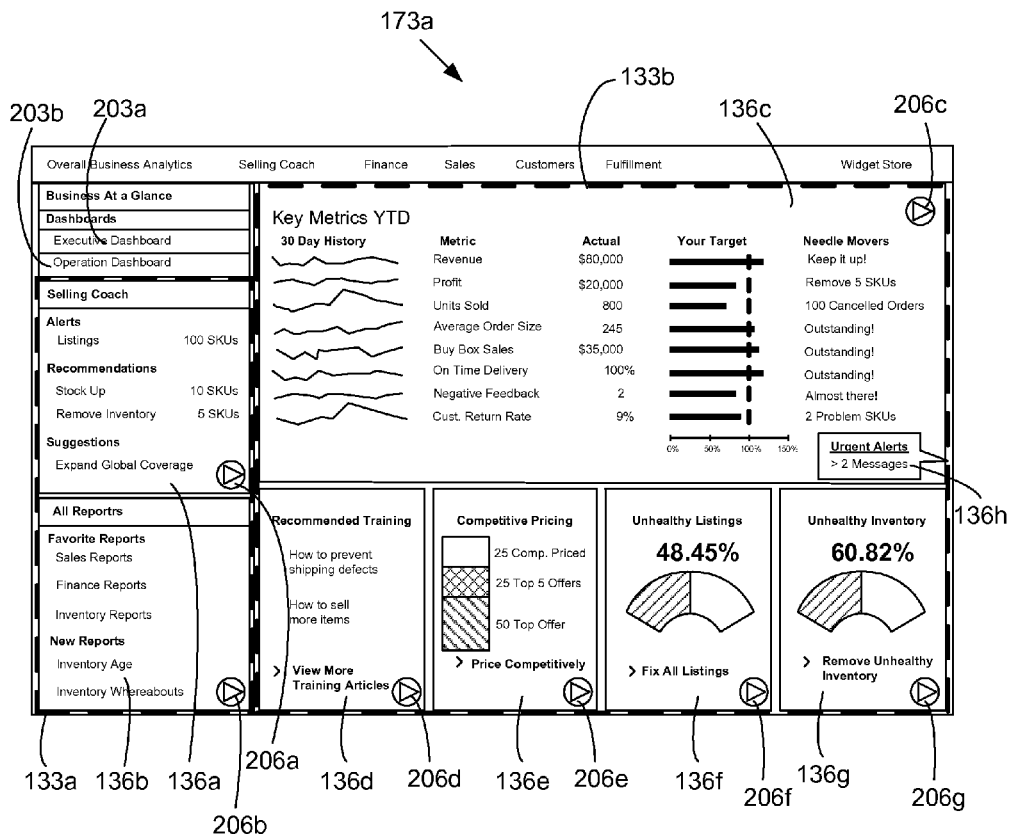 173a
133b
136c
206c
203a
203b
Overall Business Analytics Selling Coach Finance Sales Customers Fulfillment Widget Store
Business At a Glance
Dashboards
Executive Dashboard
Operation Dashboard
Selling Coach
Alerts
Listings 100 SKUs
Recommendations
Stock Up 10 SKUs
Remove Inventory 5 SKUs
Suggestions
Expand Global Coverage
All Reportrs
Favorite Reports
Sales Reports
Finance Reports
Inventory Reports
New Reports
Inventory Age
Inventory Whereabouts
Key Metrics YTD
30 Day History Metric Actual Your Target Needle Movers
Revenue $80,000 Keep it up!
Profit $20,000 Remove 5 SKUs
Units Sold 800 100 Cancelled Orders
Average Order Size 245 Outstanding!
Buy Box Sales $35,000 Outstanding!
On Time Delivery 100% Outstanding!
Negative Feedback 2 Almost there!
Cust. Return Rate 9% 2 Problem SKUs
0% 50% 100% 150%
Urgent Alerts
> 2 Messages
136h
Recommended Training
How to prevent
shipping defects
How to sell
more items
> View More
Training Articles
Competitive Pricing
25 Comp. Priced
25 Top 5 Offers
50 Top Offer
> Price Competitively
Unhealthy Listings
48.45%
> Fix All Listings
Unhealthy Inventory
60.82%
> Remove Unhealthy
Inventory
133a
136b
136a
206a
206b
136d
206d
136e
206e
136f
206f
136g
206g